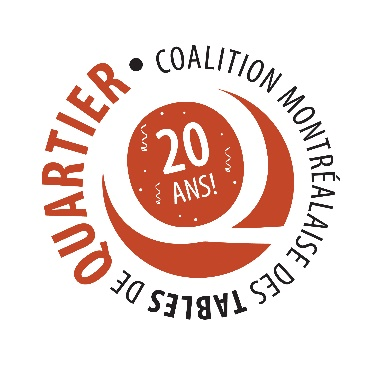 COALITION MONTRÉALAISE DES TABLES DE QUARTIER •
20
ANS!